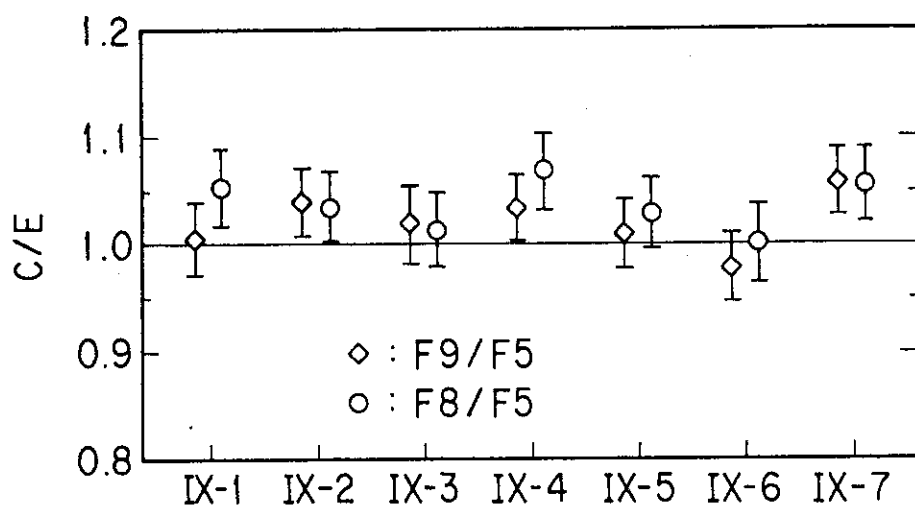 1.2
1.1
1.0
0.9
0.8
C/E
◇ : F9/F5
○ : F8/F5
IX-1 IX-2 IX-3 IX-4 IX-5 IX-6 IX-7